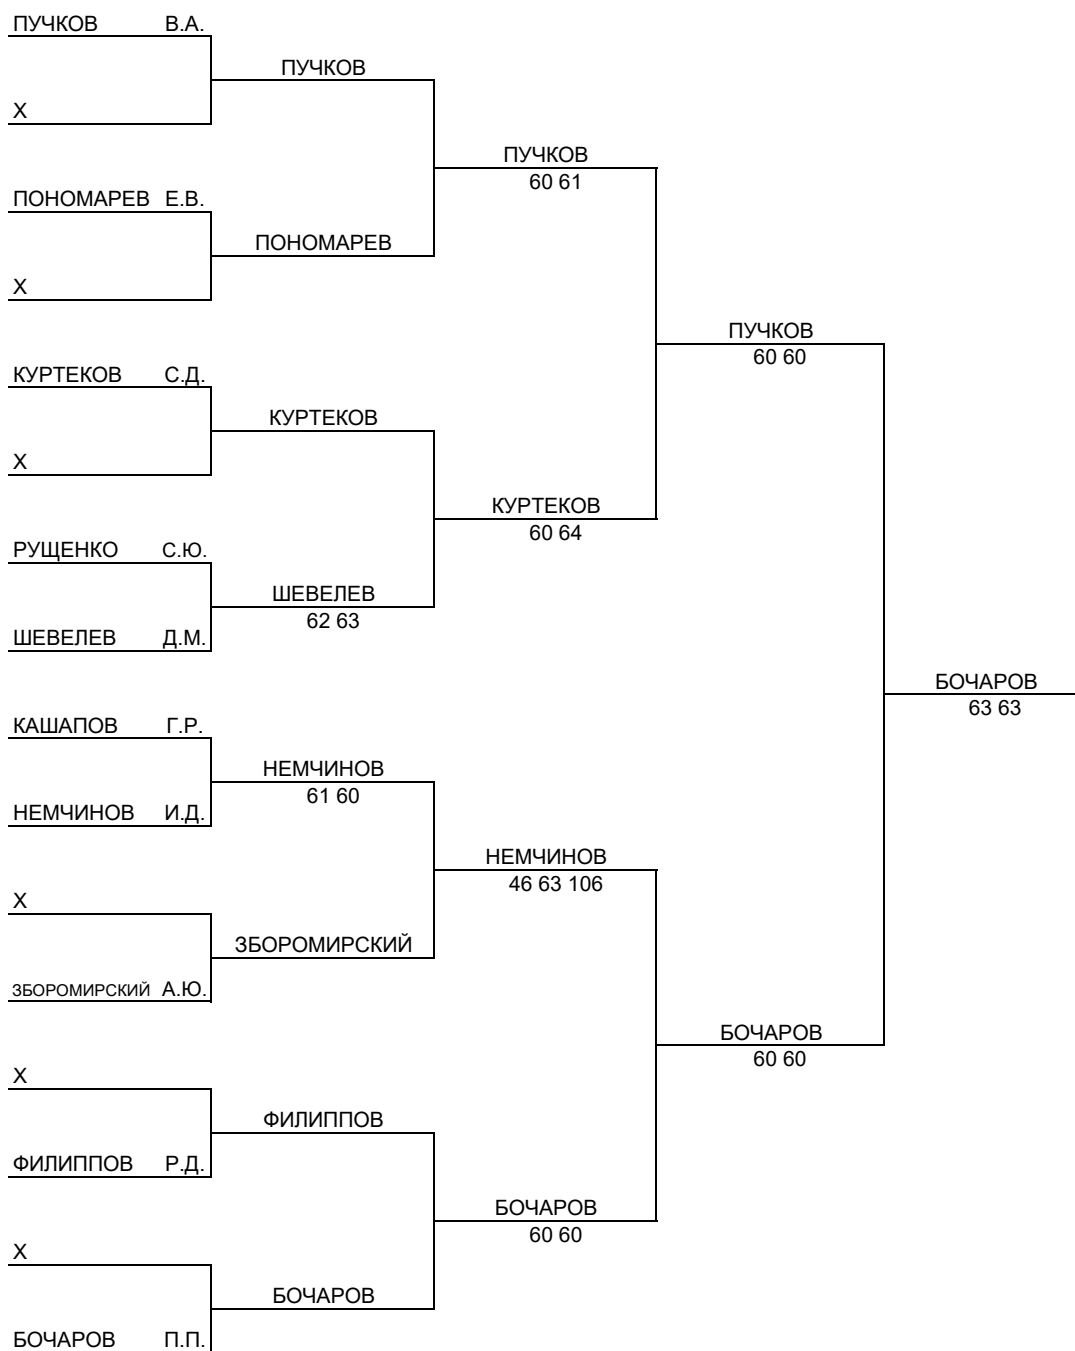 ПУЧКОВ В.А.
ПУЧКОВ
X
ПУЧКОВ
60 61
ПОНОМАРЕВ Е.В.
ПОНОМАРЕВ
X
ПУЧКОВ
60 60
КУРТЕКОВ С.Д.
КУРТЕКОВ
X
КУРТЕКОВ
60 64
РУЩЕНКО С.Ю.
ШЕВЕЛЕВ
62 63
ШЕВЕЛЕВ Д.М.
БОЧАРОВ
63 63
КАШАПОВ Г.Р.
НЕМЧИНОВ
61 60
НЕМЧИНОВ И.Д.
НЕМЧИНОВ
46 63 106
X
ЗБОРОМИРСКИЙ
ЗБОРОМИРСКИЙ А.Ю.
БОЧАРОВ
60 60
X
ФИЛИППОВ
ФИЛИППОВ Р.Д.
БОЧАРОВ
60 60
X
БОЧАРОВ
БОЧАРОВ П.П.